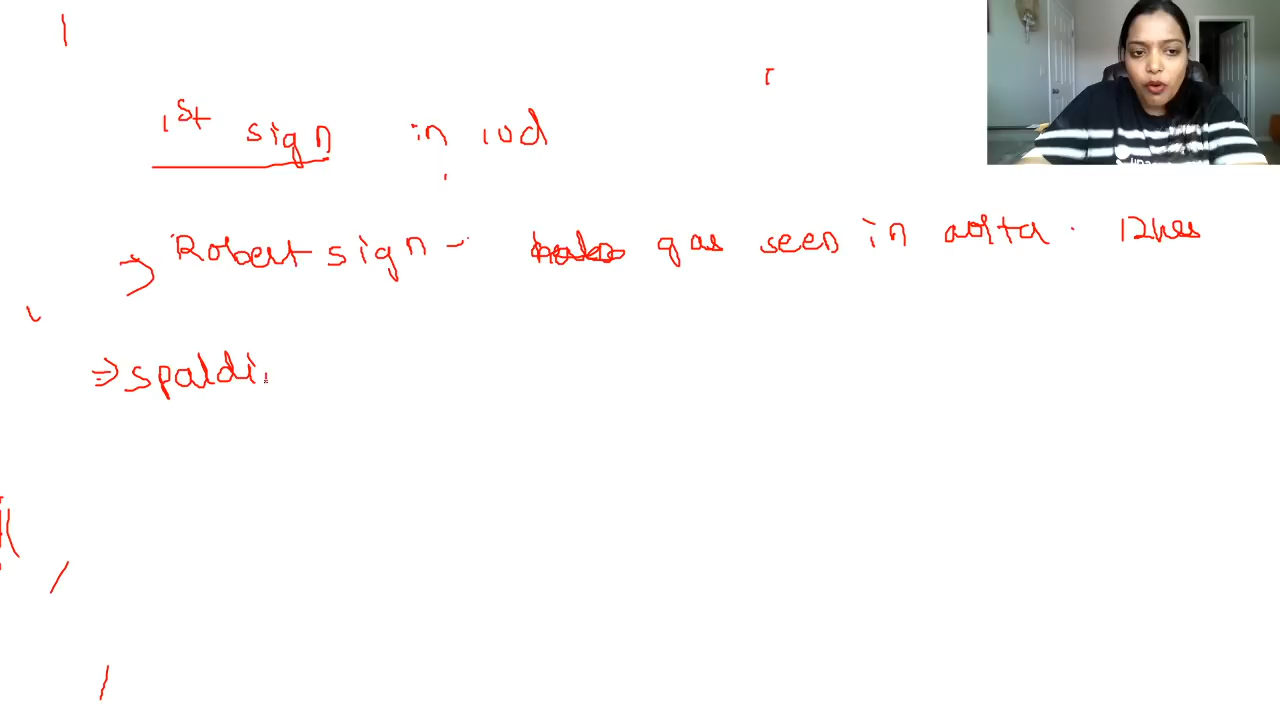 1st sign in iud
→ Robert sign - gas seen in aorta. 12hrs
⇒ spaldi